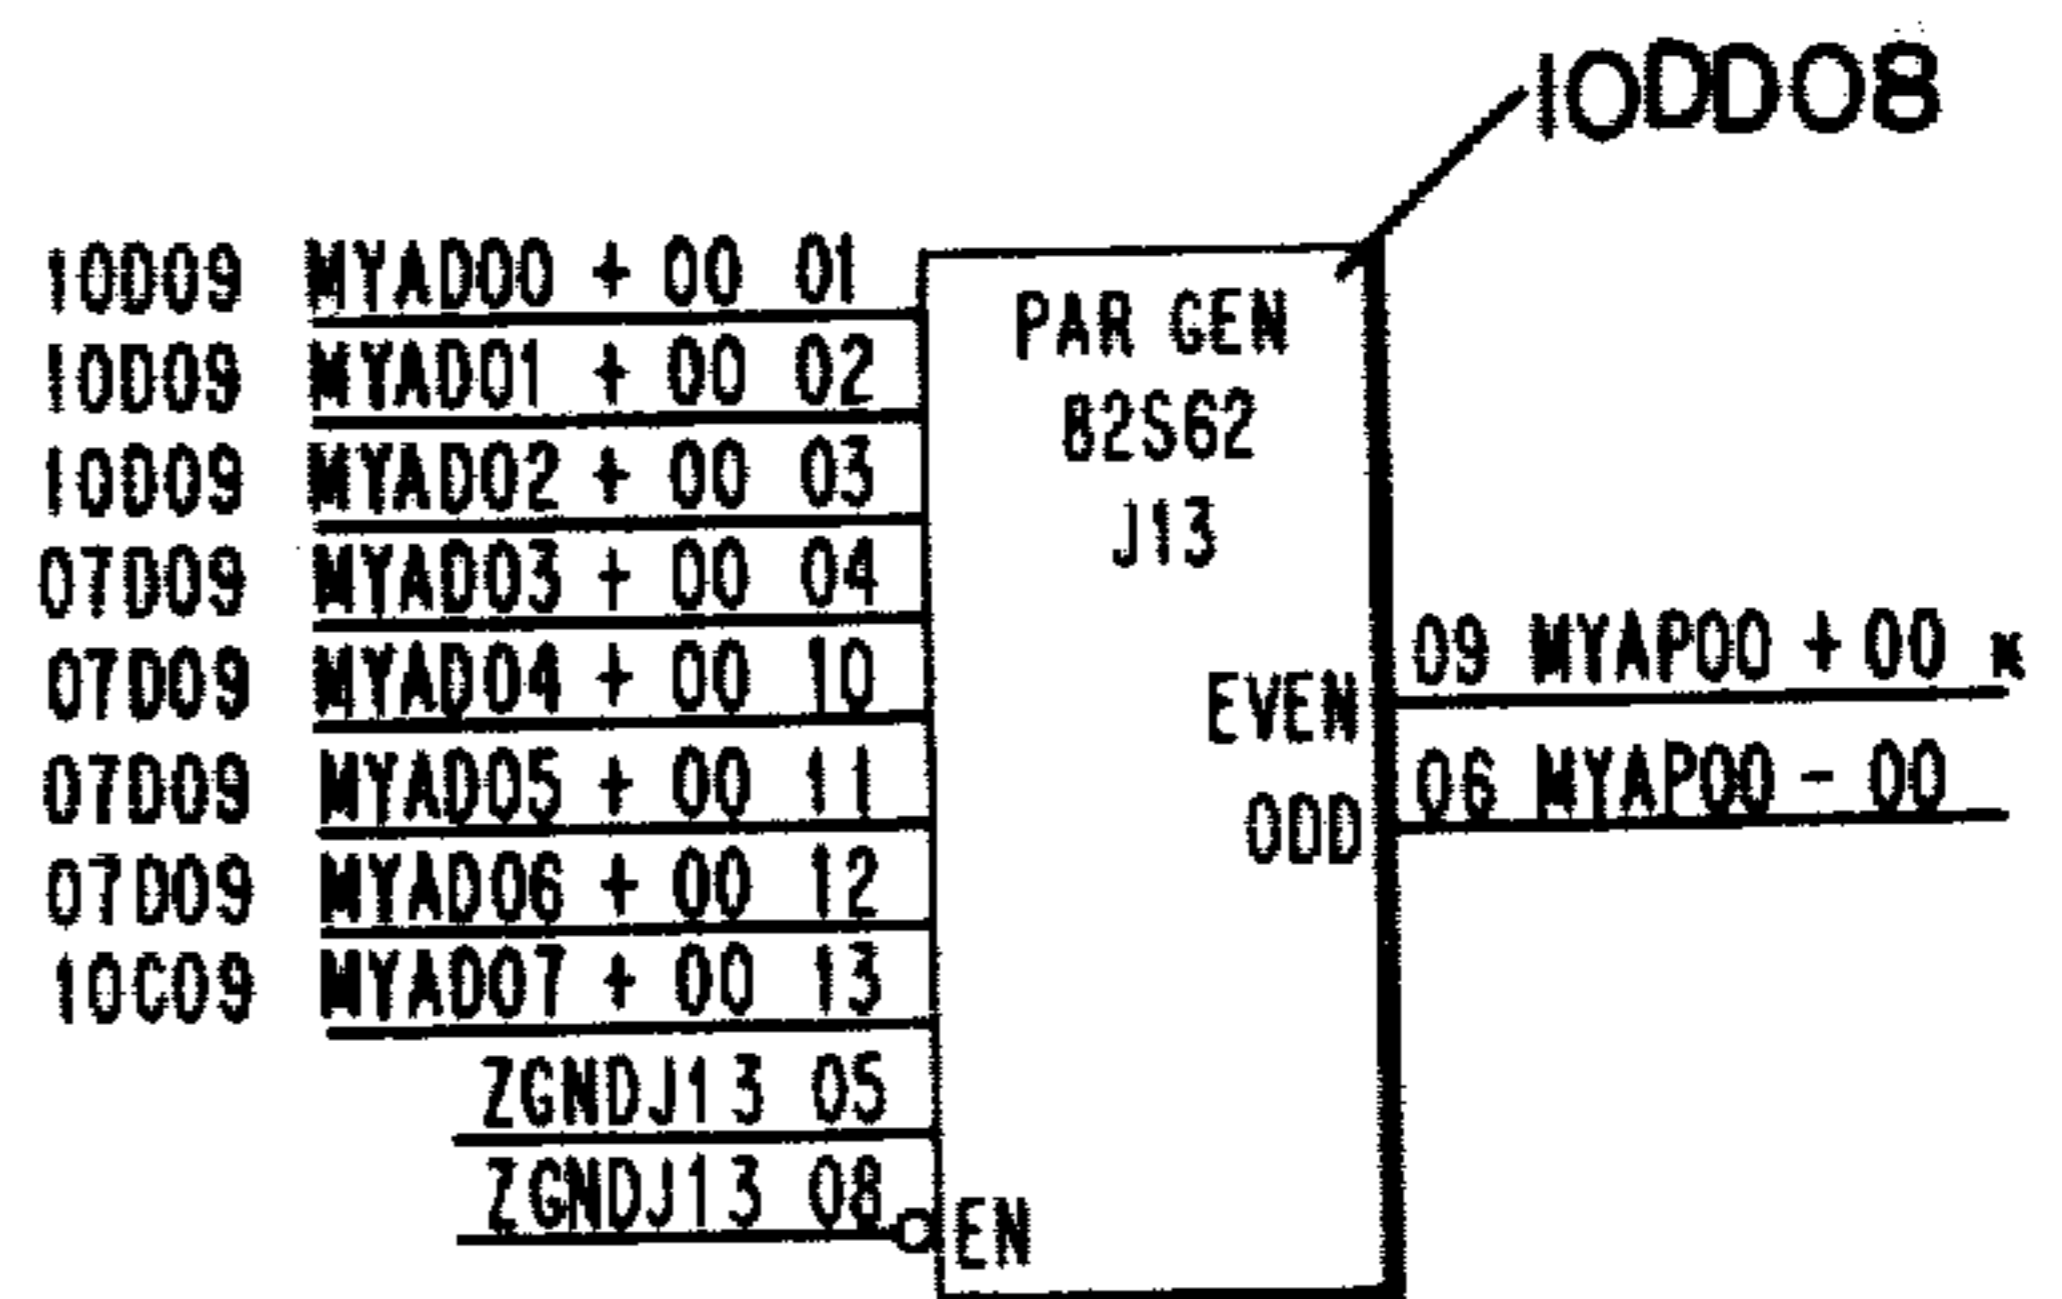 10DD08
10D09 MYAD00 + 00 01
10D09 MYAD01 + 00 02
10D09 MYAD02 + 00 03
07D09 MYAD03 + 00 04
07D09 MYAD04 + 00 10
07D09 MYAD05 + 00 11
07D09 MYAD06 + 00 12
10C09 MYAD07 + 00 13
ZGNDJ13 05
ZGNDJ13 08
PAR GEN
82S62
J13
EVEN
ODD
EN
09 MYAP00 + 00 *
06 MYAP00 - 00